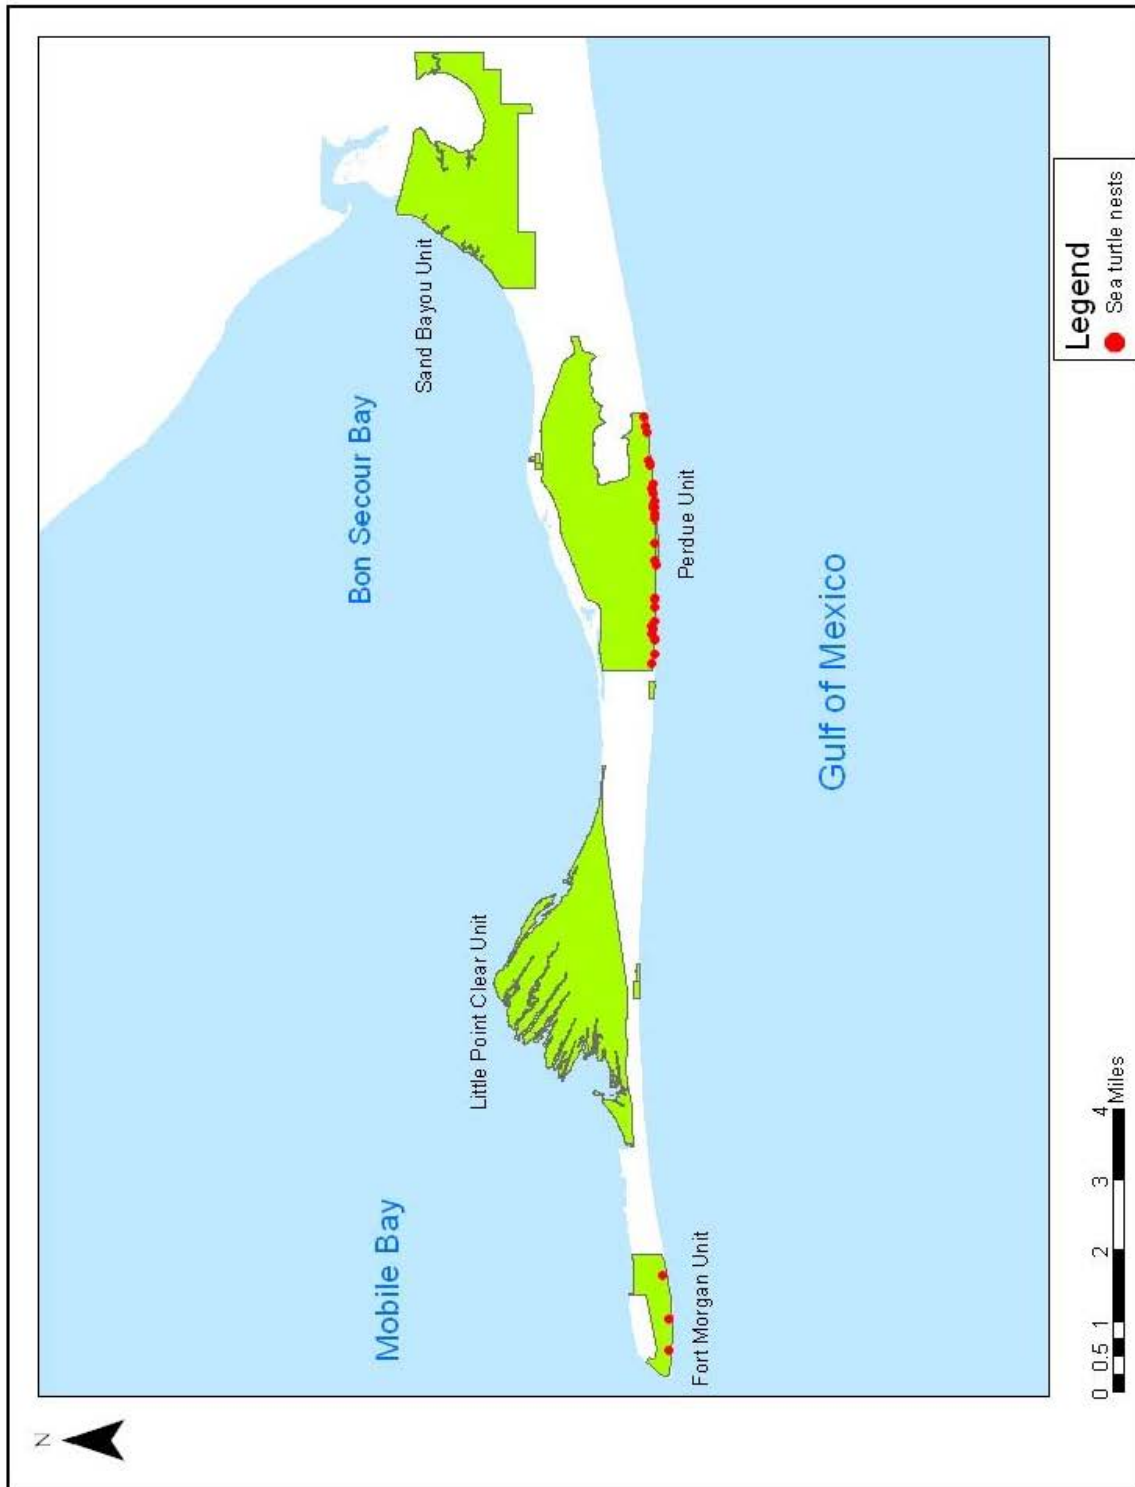 N
Mobile Bay
Bon Secour Bay
Sand Bayou Unit
Little Point Clear Unit
Perdue Unit
Fort Morgan Unit
Gulf of Mexico
0 0.5 1 2 3 4
Miles
Legend
Sea turtle nests